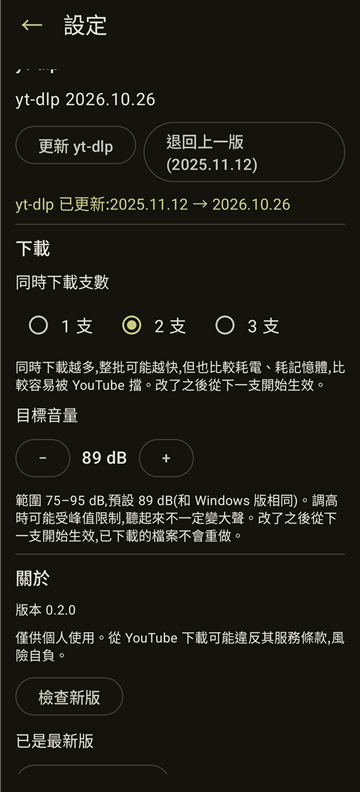 設定
yt-dlp
yt-dlp 2026.10.26
更新 yt-dlp
退回上一版
(2025.11.12)
yt-dlp 已更新:2025.11.12 → 2026.10.26
下載
同時下載支數
1 支
2 支
3 支
同時下載越多,整批可能越快,但也比較耗電、耗記憶體,比
較容易被 YouTube 擋。改了之後從下一支開始生效。
目標音量
−
89 dB
+
範圍 75–95 dB,預設 89 dB(和 Windows 版相同)。調高
時可能受峰值限制,聽起來不一定變大聲。改了之後從下
一支開始生效,已下載的檔案不會重做。
關於
版本 0.2.0
僅供個人使用。從 YouTube 下載可能違反其服務條款,風
險自負。
檢查新版
已是最新版